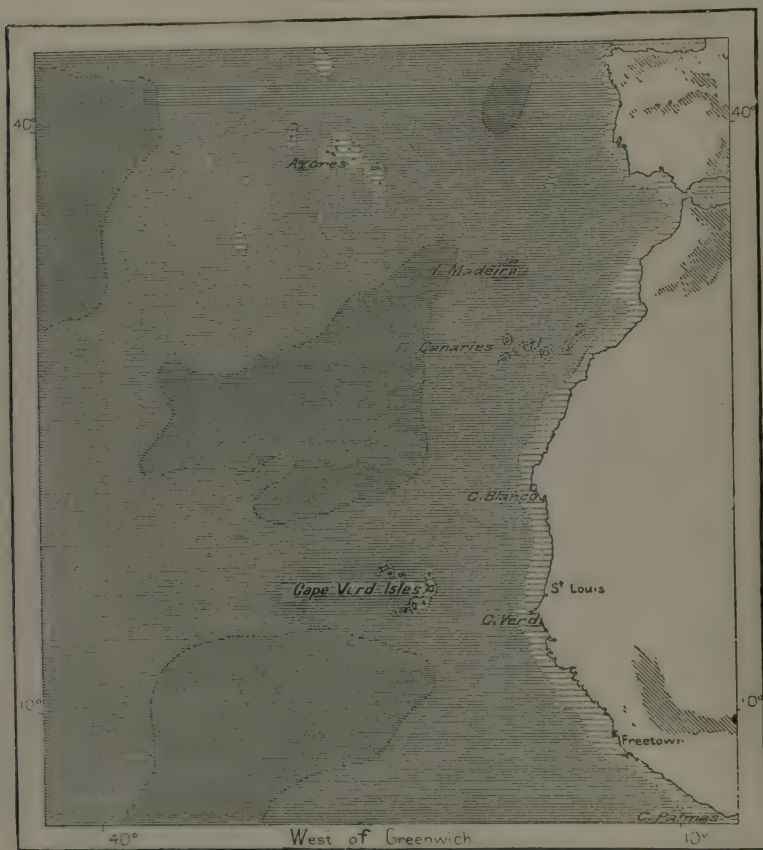 40°
40°
Azores
I. Madeira
Canaries
C. Blanco
Cape Verd Isles
St Louis
C. Verd
10°
10°
Freetown
C. Palmas
40°
West of Greenwich
10°